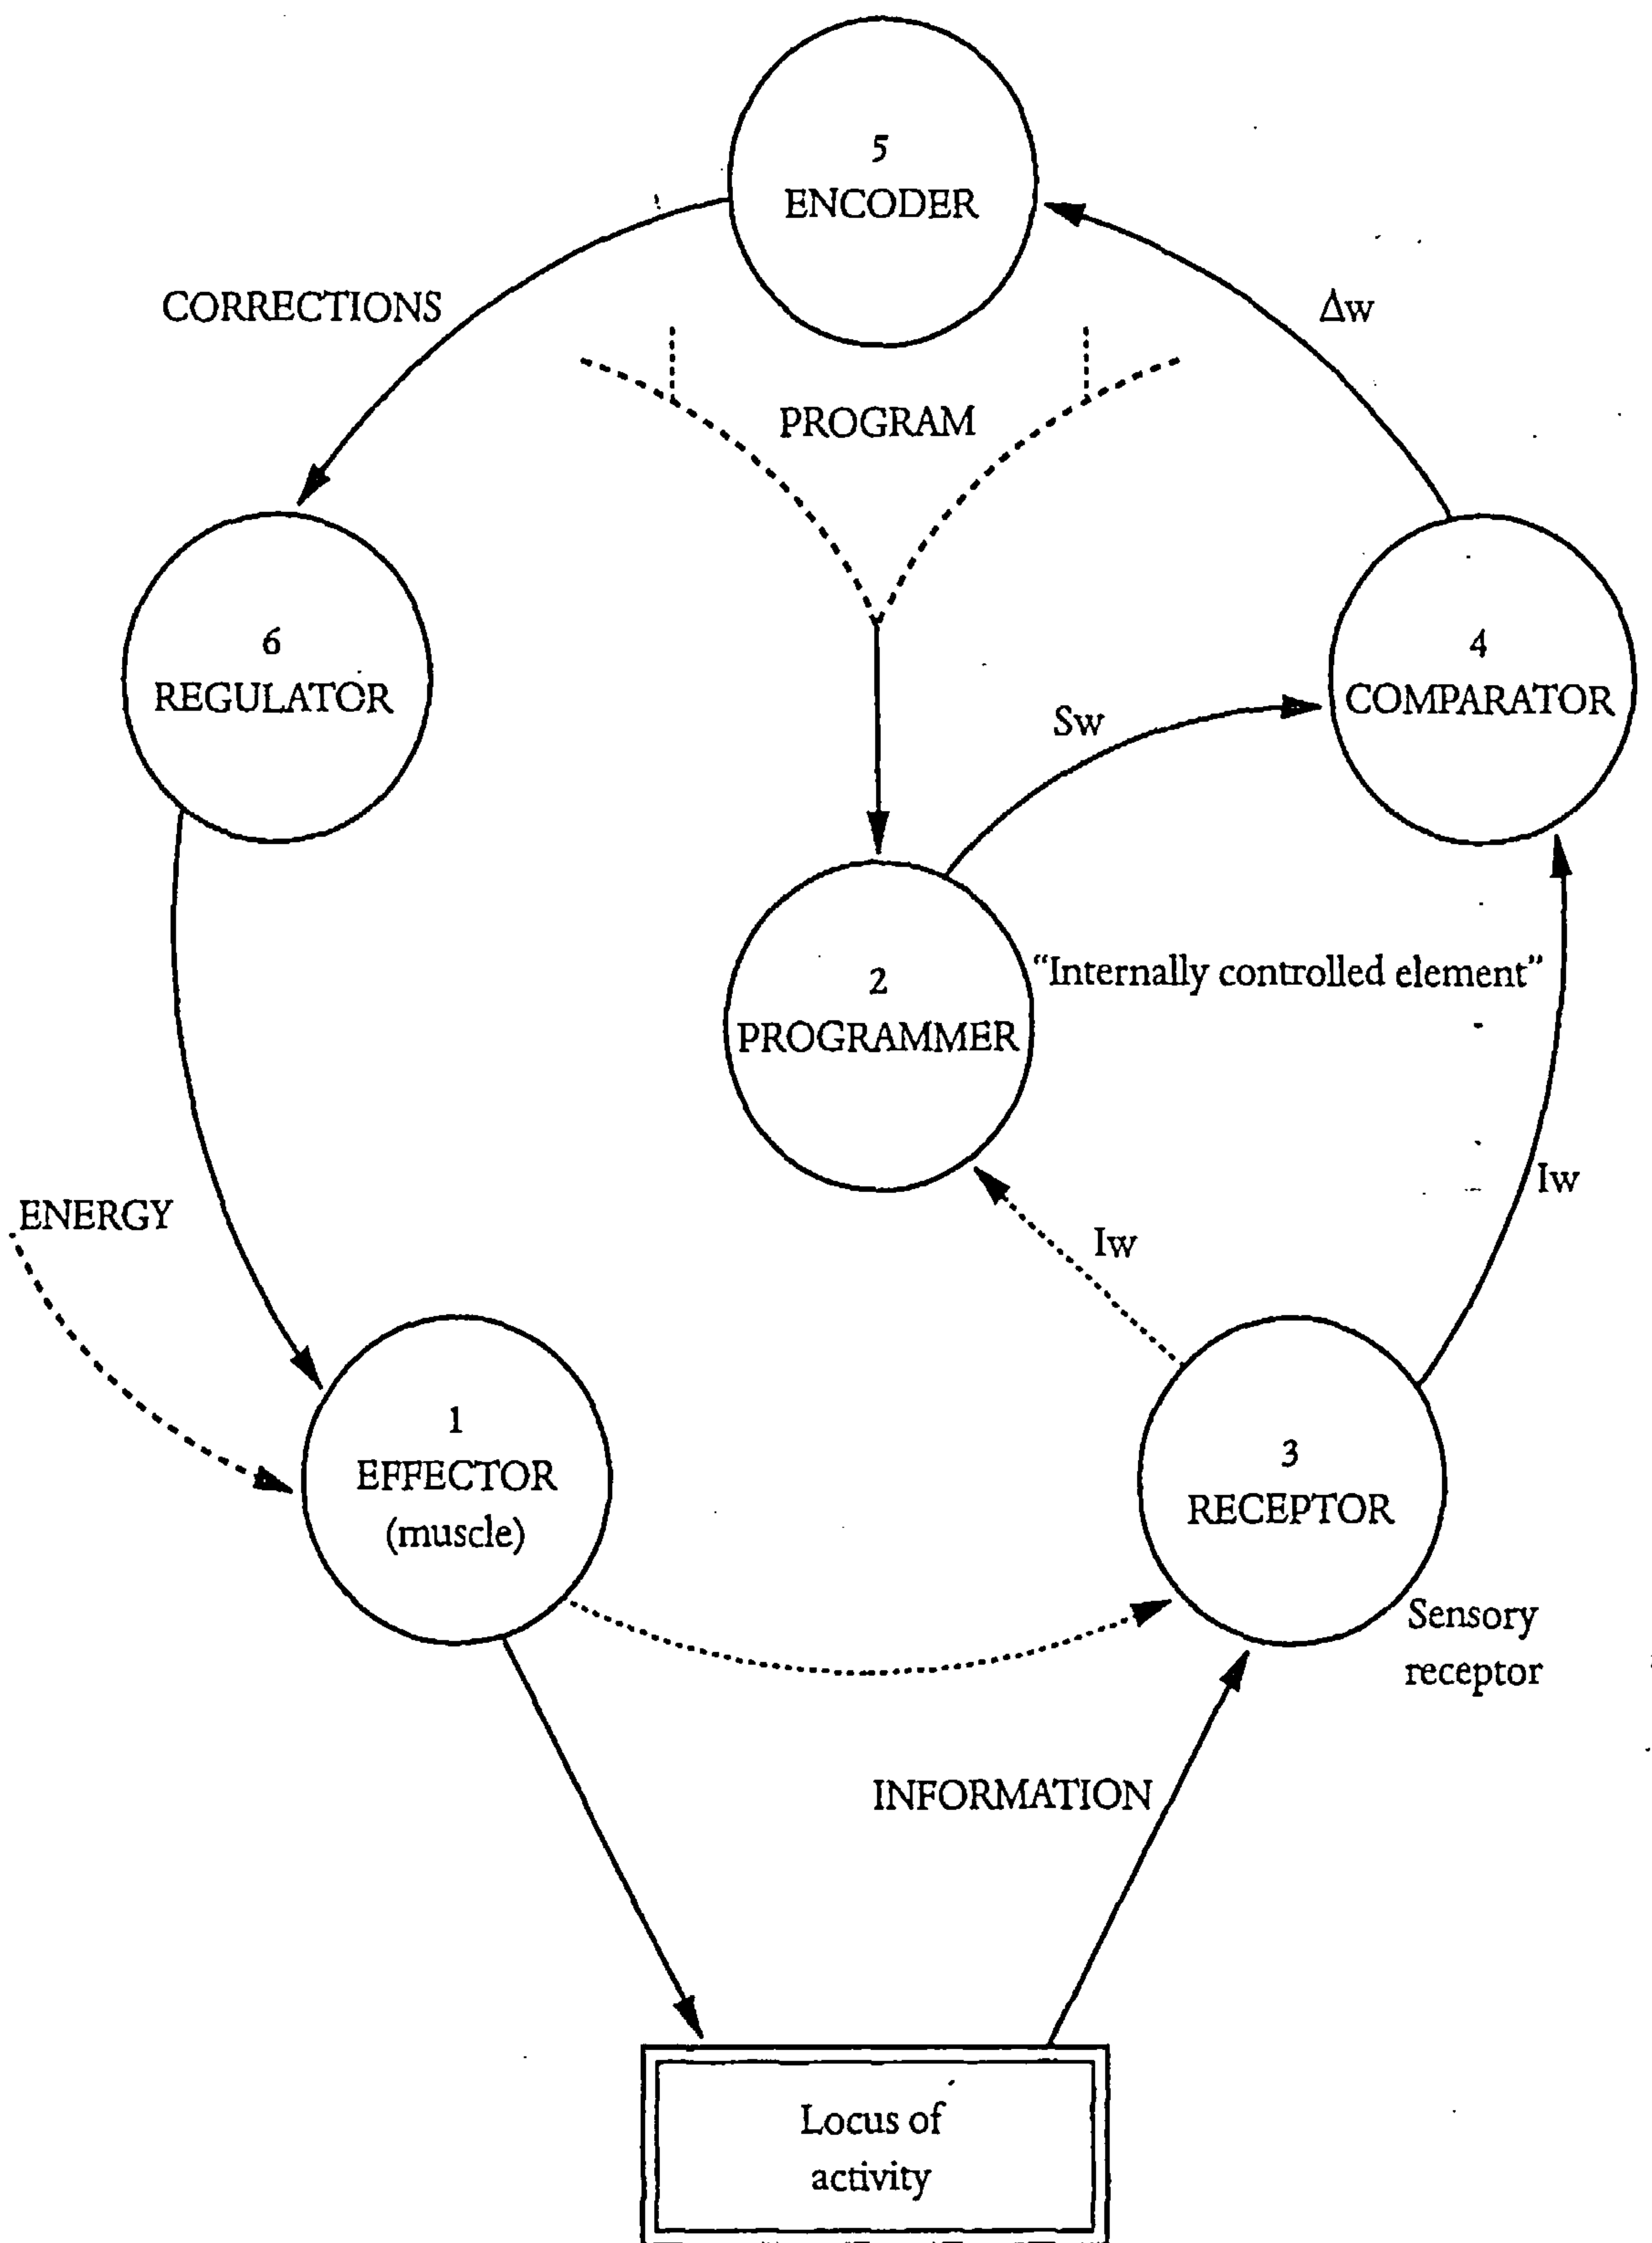 5
ENCODER
CORRECTIONS
Δw
PROGRAM
6
REGULATOR
4
COMPARATOR
Sw
"Internally controlled element"
2
PROGRAMMER
Iw
ENERGY
Iw
1
EFFECTOR
(muscle)
3
RECEPTOR
Sensory
receptor
INFORMATION
Locus of
activity